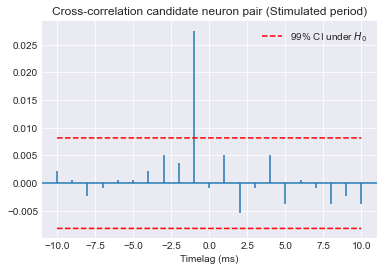 Cross-correlation candidate neuron pair (Stimulated period)
99% CI under H₀
0.025
0.020
0.015
0.010
0.005
0.000
−0.005
−10.0 −7.5 −5.0 −2.5 0.0 2.5 5.0 7.5 10.0
Timelag (ms)